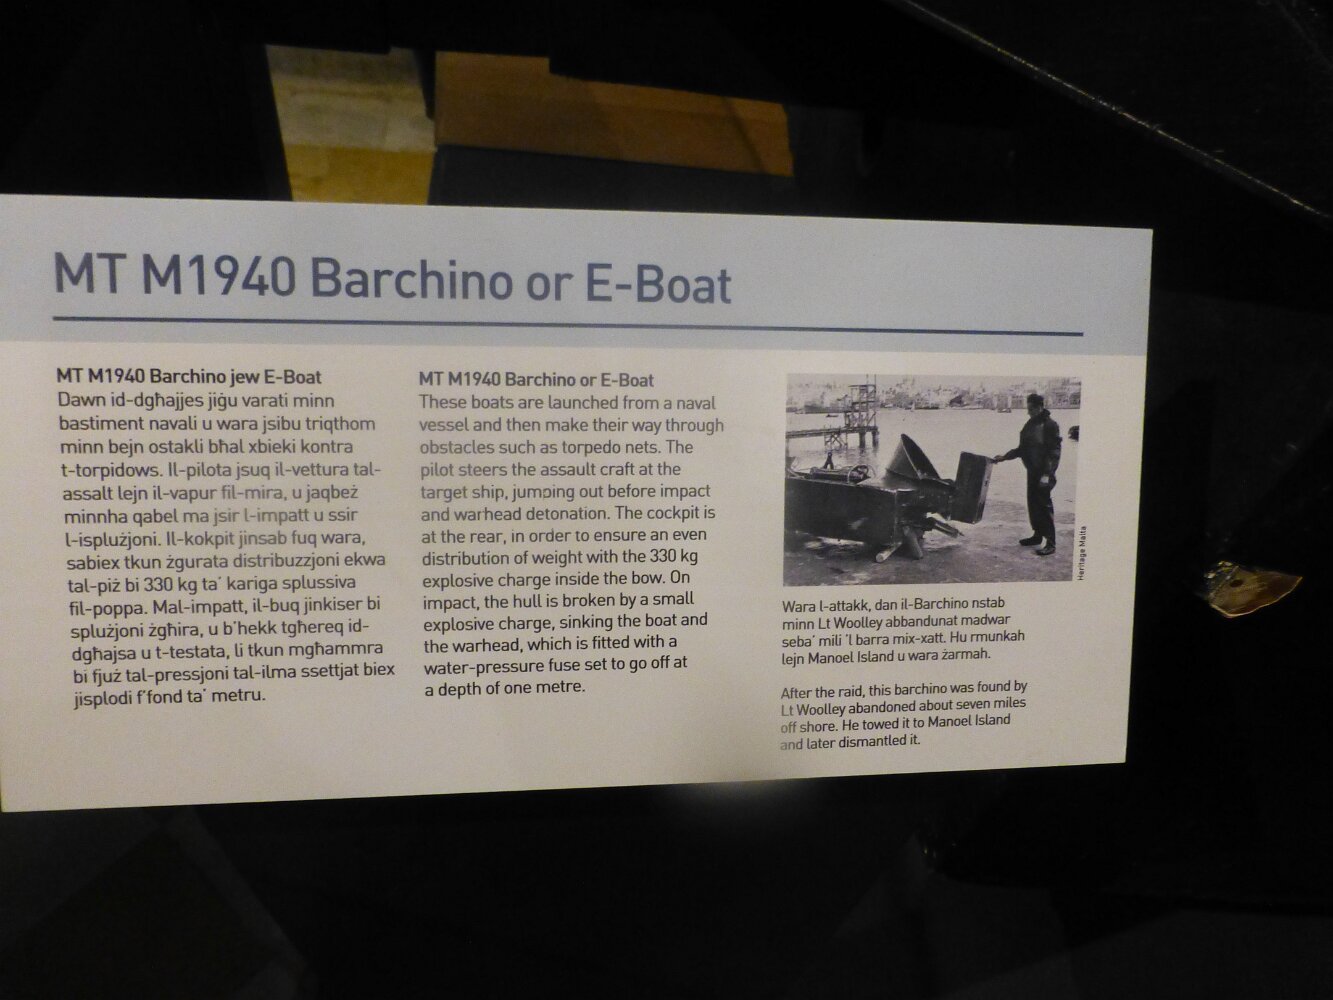 MT M1940 Barchino or E-Boat
MT M1940 Barchino jew E-Boat
Dawn id-dgħajjes jiġu varati minn
bastiment navali u wara jsibu triqthom
minn bejn ostakli bħal xbieki kontra
t-torpidows. Il-pilota jsuq il-vettura tal-
assalt lejn il-vapur fil-mira, u jaqbeż
minnha qabel ma jsir l-impatt u ssir
l-isplużjoni. Il-kokpit jinsab fuq wara,
sabiex tkun żgurata distribuzzjoni ekwa
tal-piż bi 330 kg ta' kariga splussiva
fil-poppa. Mal-impatt, il-buq jinkiser bi
splużjoni żgħira, u b'hekk tgħereq id-
dgħajsa u t-testata, li tkun mgħammra
bi fjuż tal-pressjoni tal-ilma ssettjat biex
jisplodi f'fond ta' metru.
MT M1940 Barchino or E-Boat
These boats are launched from a naval
vessel and then make their way through
obstacles such as torpedo nets. The
pilot steers the assault craft at the
target ship, jumping out before impact
and warhead detonation. The cockpit is
at the rear, in order to ensure an even
distribution of weight with the 330 kg
explosive charge inside the bow. On
impact, the hull is broken by a small
explosive charge, sinking the boat and
the warhead, which is fitted with a
water-pressure fuse set to go off at
a depth of one metre.
Heritage Malta
Wara l-attakk, dan il-Barchino nstab
minn Lt Woolley abbandunat madwar
seba' mili 'l barra mix-xatt. Hu rmunkah
lejn Manoel Island u wara żarmah.
After the raid, this barchino was found by
Lt Woolley abandoned about seven miles
off shore. He towed it to Manoel Island
and later dismantled it.